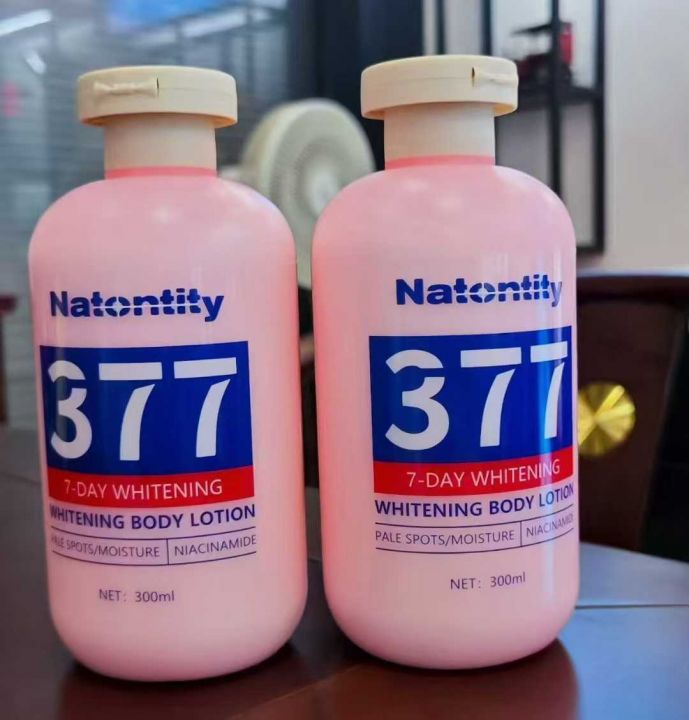 Natontity
377
7-DAY WHITENING
WHITENING BODY LOTION
PALE SPOTS/MOISTURE NIACINAMIDE
NET: 300ml
Natontity
377
7-DAY WHITENING
WHITENING BODY LOTION
PALE SPOTS/MOISTURE NIACINAMIDE
NET: 300ml